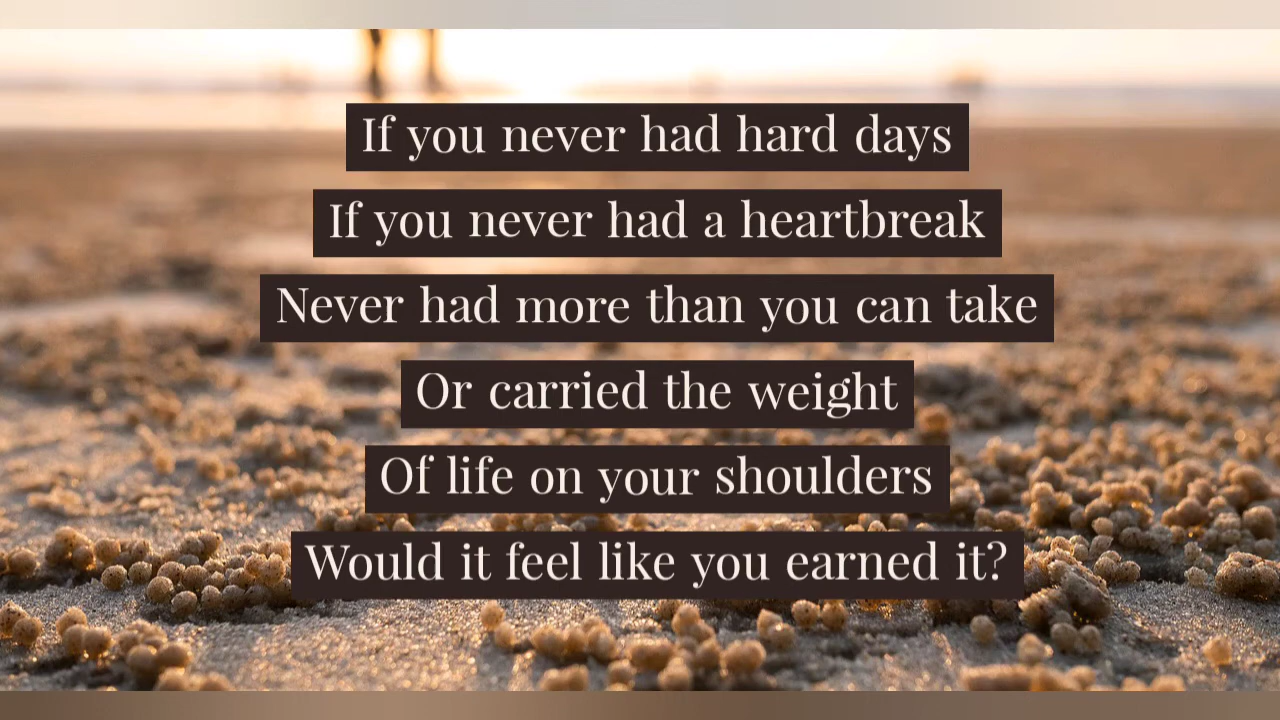 If you never had hard days
If you never had a heartbreak
Never had more than you can take
Or carried the weight
Of life on your shoulders
Would it feel like you earned it?